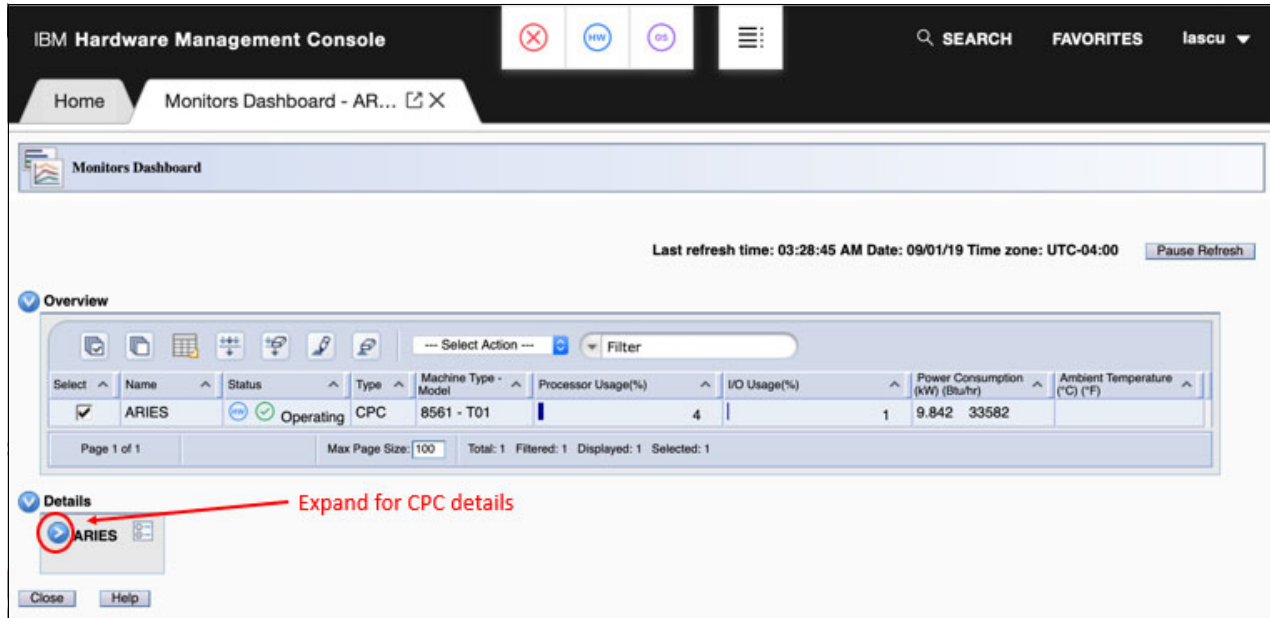 IBM Hardware Management Console
HW
OS
SEARCH FAVORITES lascu
Home Monitors Dashboard - AR...
Monitors Dashboard
Last refresh time: 03:28:45 AM Date: 09/01/19 Time zone: UTC-04:00 Pause Refresh
Overview
--- Select Action --- Filter
Select Name Status Type Machine Type - Model Processor Usage(%) I/O Usage(%) Power Consumption (kW) (Btu/hr) Ambient Temperature (°C) (°F)
ARIES HW Operating CPC 8561 - T01 4 1 9.842 33582
Page 1 of 1 Max Page Size: 100 Total: 1 Filtered: 1 Displayed: 1 Selected: 1
Details
Expand for CPC details
ARIES
Close Help